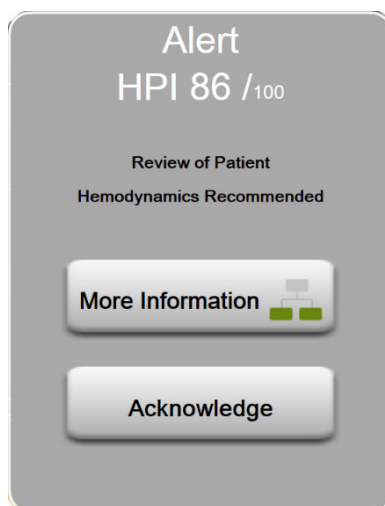 Alert
HPI 86 /100
Review of Patient
Hemodynamics Recommended
More Information
Acknowledge